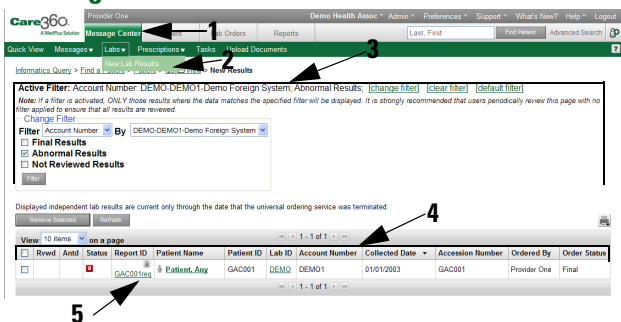 Care360. Provider One Demo Health Assoc Admin Preferences Support What's New? Help Logout
A MedPlus Solution Message Center Lab Orders Reports Last, First Find Patient Advanced Search
1
Quick View Messages Labs Prescriptions Tasks Upload Documents ?
New Lab Results
2
3
Informatics Query > New Results
Active Filter: Account Number: DEMO-DEMO1-Demo Foreign System; Abnormal Results; [change filter] [clear filter] [default filter]
Note: If a filter is activated, ONLY those results where the data matches the specified filter will be displayed. It is strongly recommended that users periodically review this page with no
filter applied to ensure that all results are reviewed.
Change Filter
Filter Account Number By DEMO-DEMO1-Demo Foreign System
Final Results
Abnormal Results
Not Reviewed Results
Filter
Displayed independent lab results are current only through the date that the universal ordering service was terminated.
4
Remove Selected Refresh
View 10 items on a page 1 - 1 of 1
Rvwd Antd Status Report ID Patient Name Patient ID Lab ID Account Number Collected Date Accession Number Ordered By Order Status
GAC001req Patient, Any GAC001 DEMO DEMO1 01/01/2003 GAC001 Provider One Final
1 - 1 of 1
5